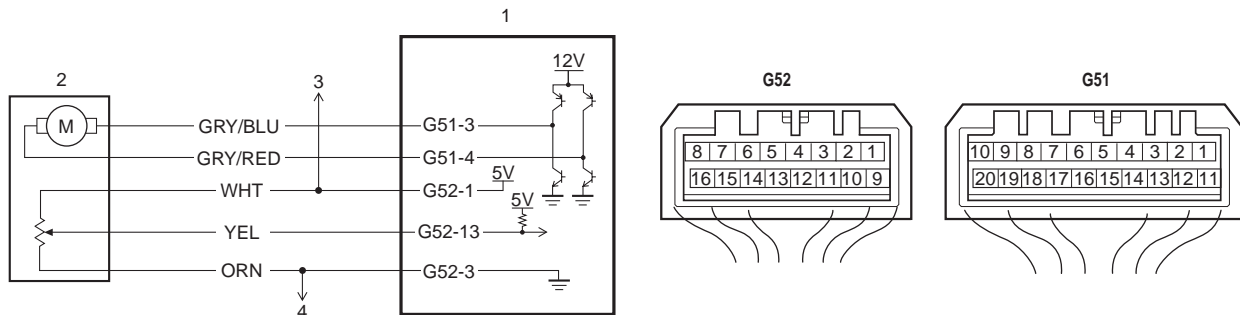 1
2
3
12V
M
GRY/BLU G51-3
GRY/RED G51-4
WHT G52-1 5V
5V
YEL G52-13
ORN G52-3
4
G52
8 7 6 5 4 3 2 1
16 15 14 13 12 11 10 9
G51
10 9 8 7 6 5 4 3 2 1
20 19 18 17 16 15 14 13 12 11